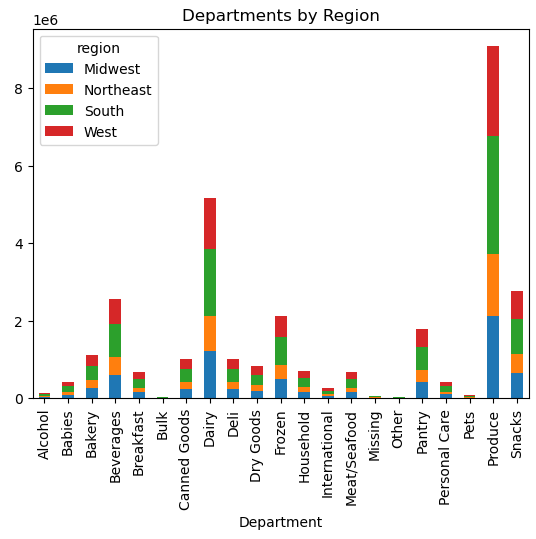 Departments by Region
1e6
region
Midwest
Northeast
South
West
8
6
4
2
0
Alcohol
Babies
Bakery
Beverages
Breakfast
Bulk
Canned Goods
Dairy
Deli
Dry Goods
Frozen
Household
International
Meat/Seafood
Missing
Other
Pantry
Personal Care
Pets
Produce
Snacks
Department